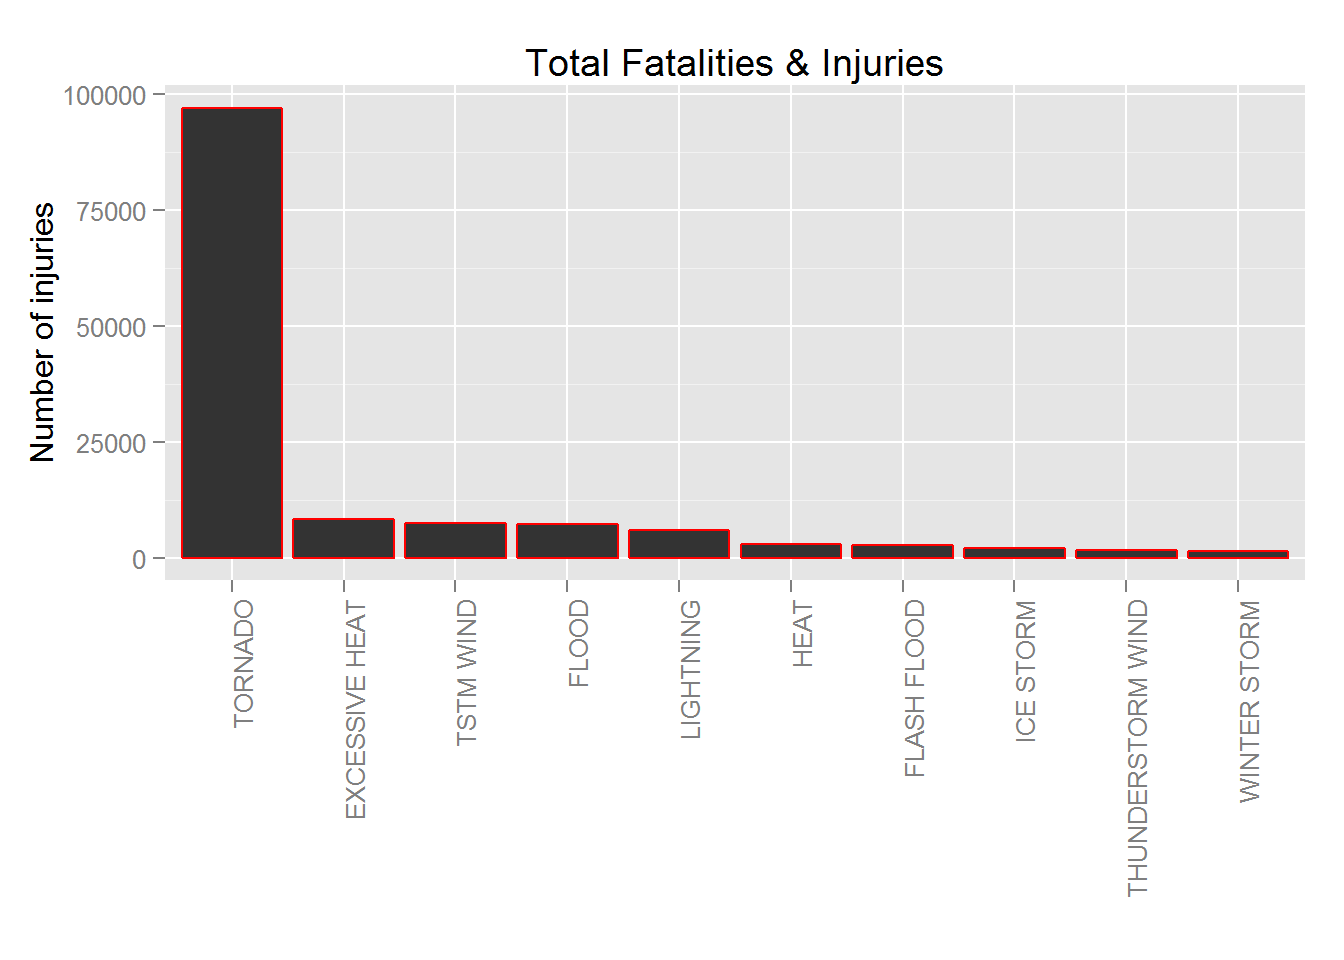 Total Fatalities & Injuries
Number of injuries
100000
75000
50000
25000
0
TORNADO
EXCESSIVE HEAT
TSTM WIND
FLOOD
LIGHTNING
HEAT
FLASH FLOOD
ICE STORM
THUNDERSTORM WIND
WINTER STORM